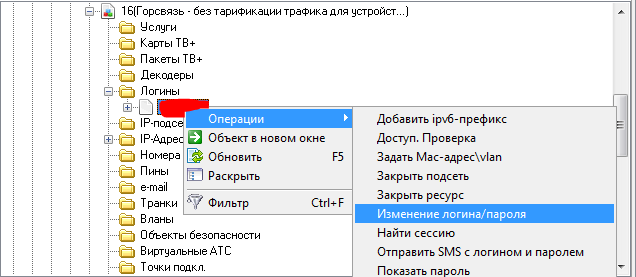 16(Горсвязь - без тарификации трафика для устройст...)
Услуги
Карты ТВ+
Пакеты ТВ+
Декодеры
Логины
IP-подсе
IP-Адрес
Номера
Пины
e-mail
Транки
Вланы
Объекты безопасности
Виртуальные АТС
Точки подкл.
Операции
Объект в новом окне
Обновить F5
Раскрыть
Фильтр Ctrl+F
Добавить ipv6-префикс
Доступ. Проверка
Задать Mac-адрес\vlan
Закрыть подсеть
Закрыть ресурс
Изменение логина/пароля
Найти сессию
Отправить SMS с логином и паролем
Показать пароль